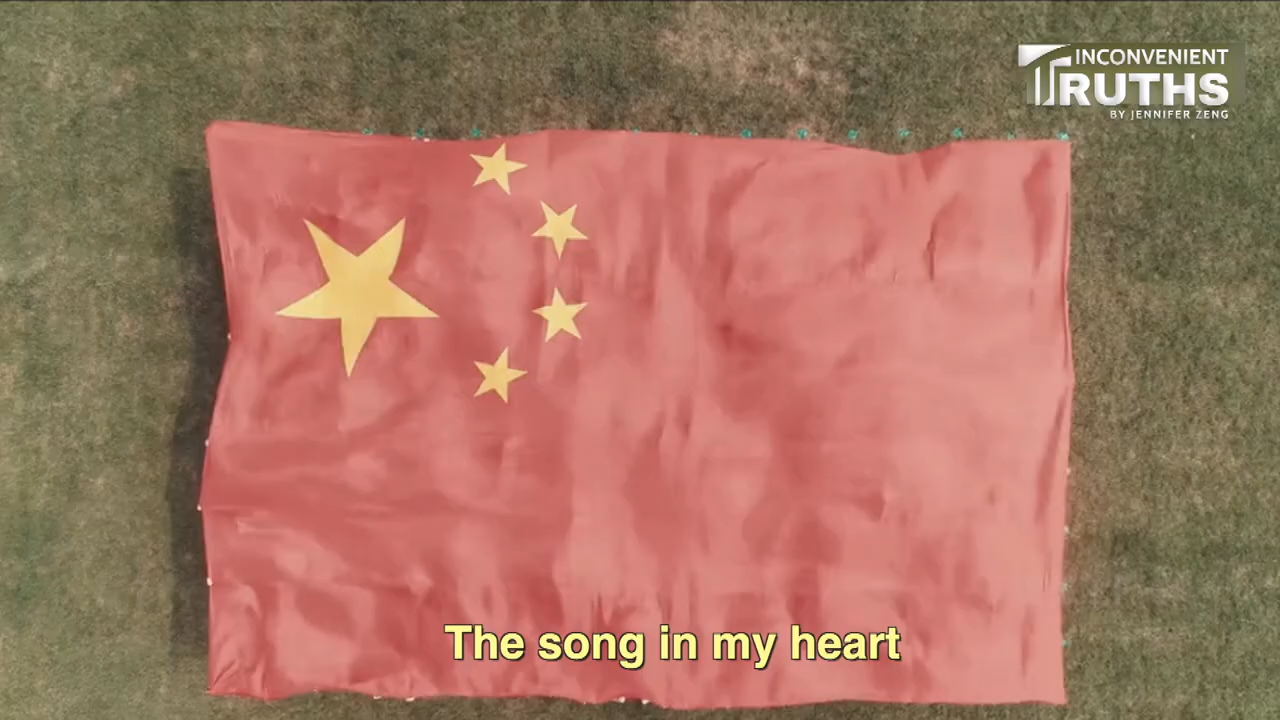 INCONVENIENT
TRUTHS
BY JENNIFER ZENG
The song in my heart